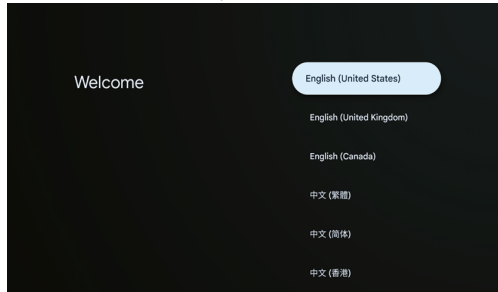 Welcome
English (United States)
English (United Kingdom)
English (Canada)
中文 (繁體)
中文 (简体)
中文 (香港)